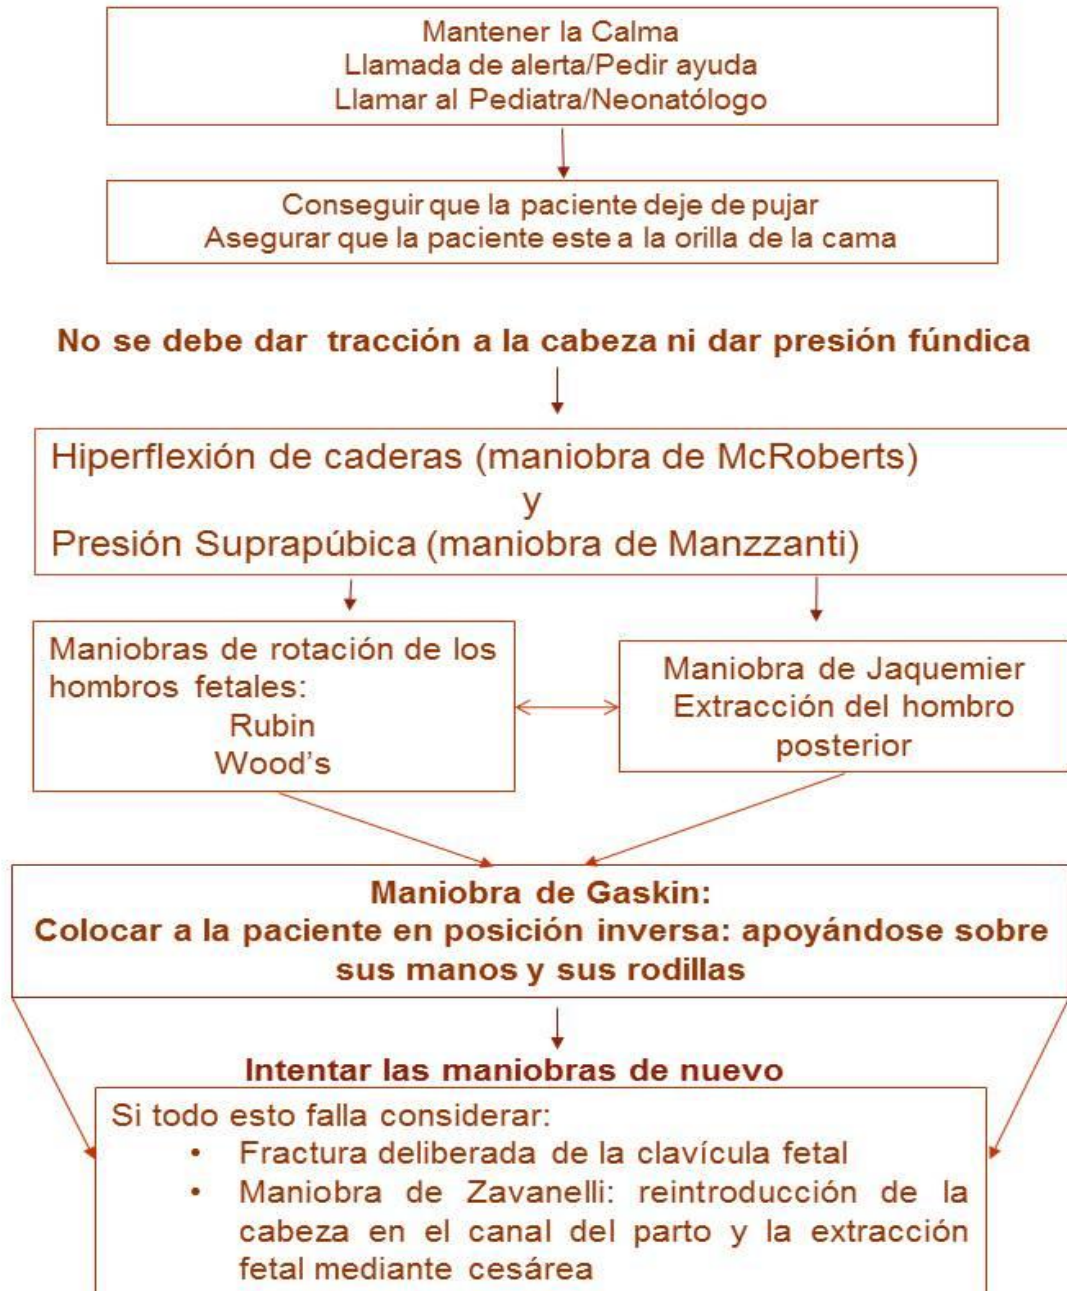 Mantener la Calma
Llamada de alerta/Pedir ayuda
Llamar al Pediatra/Neonatólogo
Conseguir que la paciente deje de pujar
Asegurar que la paciente este a la orilla de la cama
No se debe dar tracción a la cabeza ni dar presión fúndica
Hiperflexión de caderas (maniobra de McRoberts)
y
Presión Suprapúbica (maniobra de Manzzanti)
Maniobras de rotación de los
hombros fetales:
Rubin
Wood's
Maniobra de Jaquemier
Extracción del hombro
posterior
Maniobra de Gaskin:
Colocar a la paciente en posición inversa: apoyándose sobre
sus manos y sus rodillas
Intentar las maniobras de nuevo
Si todo esto falla considerar:
• Fractura deliberada de la clavícula fetal
• Maniobra de Zavanelli: reintroducción de la
cabeza en el canal del parto y la extracción
fetal mediante cesárea